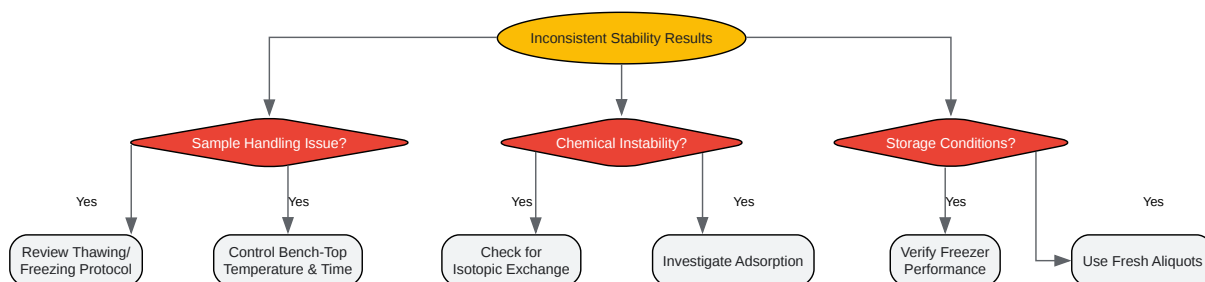 Inconsistent Stability Results
Sample Handling Issue?
Chemical Instability?
Storage Conditions?
Yes
Yes
Yes
Yes
Yes
Yes
Review Thawing/
Freezing Protocol
Control Bench-Top
Temperature & Time
Check for
Isotopic Exchange
Investigate Adsorption
Verify Freezer
Performance
Use Fresh Aliquots